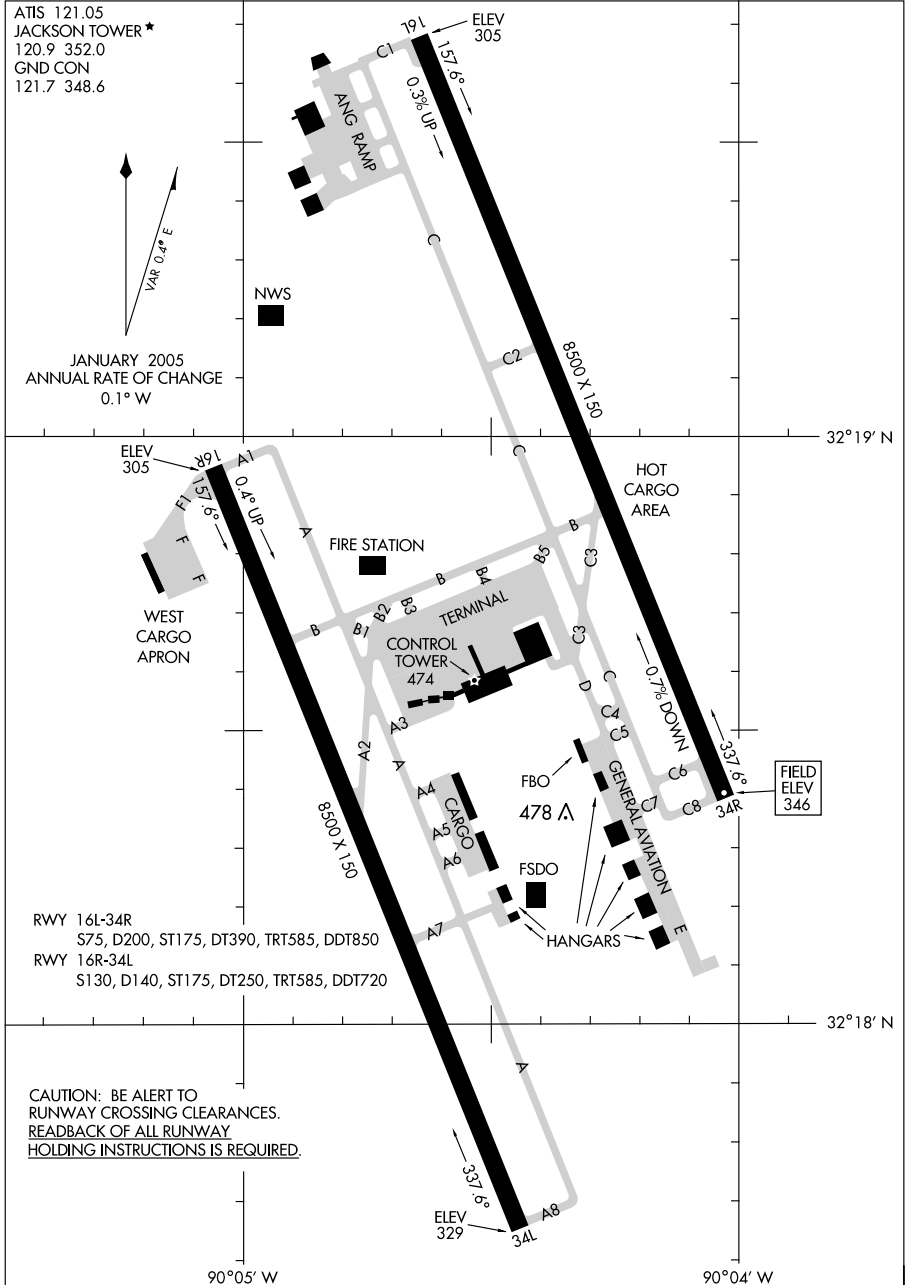 ATIS 121.05
JACKSON TOWER ★
120.9 352.0
GND CON
121.7 348.6
VAR 0.4° E
JANUARY 2005
ANNUAL RATE OF CHANGE
0.1° W
16L
ELEV
305
157.6°
0.3% UP
C1
ANG RAMP
C
NWS
C2
8500 X 150
32°19' N
C
ELEV
305
16R
A1
157.6°
0.4% UP
F1
F
F
A
HOT
CARGO
AREA
FIRE STATION
WEST
CARGO
APRON
B
B1
B2
B3
B
B4
B5
B
C3
TERMINAL
CONTROL
TOWER
474
C3
C
D
0.7% DOWN
337.6°
A3
A2
A
C4
C5
C6
C7
C8
34R
FIELD
ELEV
346
FBO
478
GENERAL AVIATION
A4
A5
A6
CARGO
8500 X 150
FSDO
A7
HANGARS
E
RWY 16L-34R
S75, D200, ST175, DT390, TRT585, DDT850
RWY 16R-34L
S130, D140, ST175, DT250, TRT585, DDT720
32°18' N
A
CAUTION: BE ALERT TO
RUNWAY CROSSING CLEARANCES.
READBACK OF ALL RUNWAY
HOLDING INSTRUCTIONS IS REQUIRED.
337.6°
ELEV
329
34L
A8
90°05' W
90°04' W